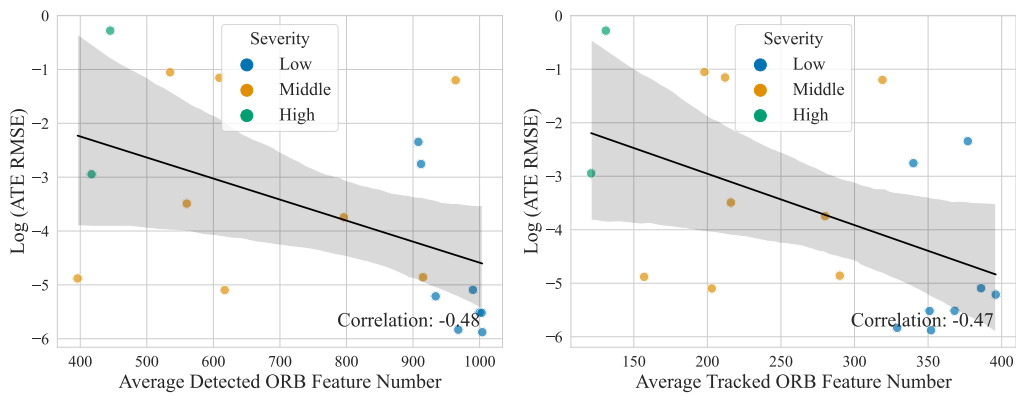 0
−1
−2
−3
−4
−5
−6
Log (ATE RMSE)
Severity
Low
Middle
High
Correlation: -0.48
400 500 600 700 800 900 1000
Average Detected ORB Feature Number
0
−1
−2
−3
−4
−5
−6
Log (ATE RMSE)
Severity
Low
Middle
High
Correlation: -0.47
150 200 250 300 350 400
Average Tracked ORB Feature Number